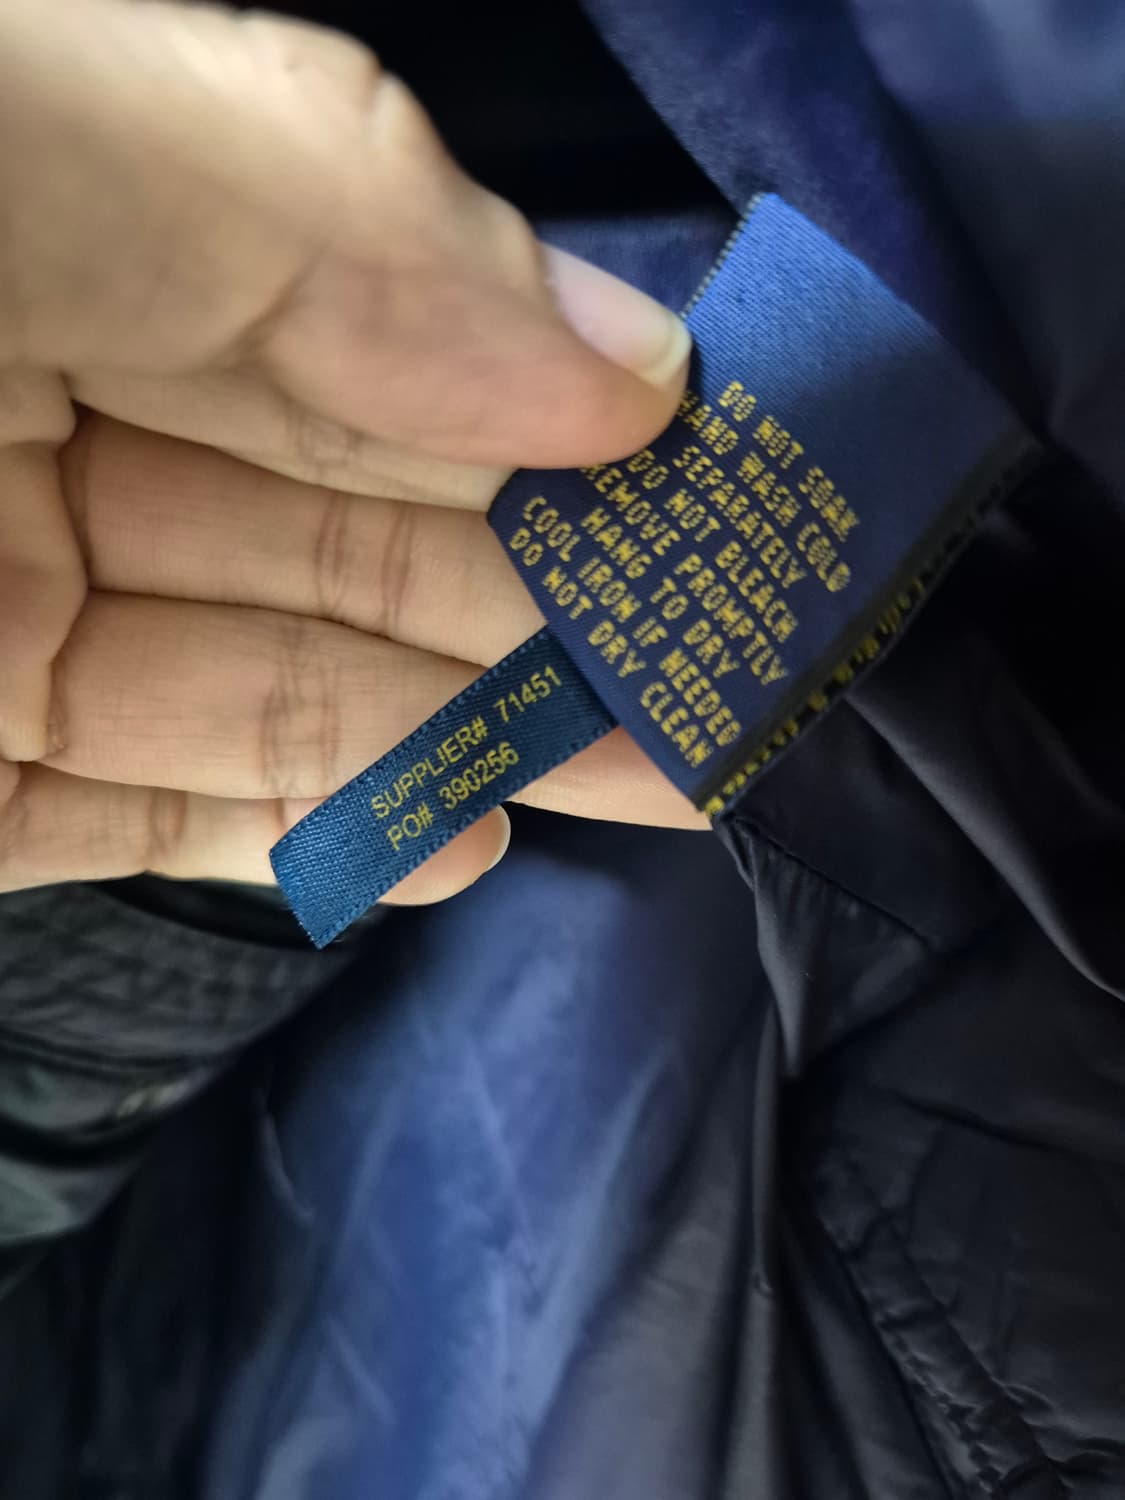 DO NOT SOAK
HAND WASH COLD
SEPARATELY
DO NOT BLEACH
REMOVE PROMPTLY
HANG TO DRY
COOL IRON IF NEEDED
DO NOT DRY CLEAN
SUPPLIER# 71451
PO# 390256